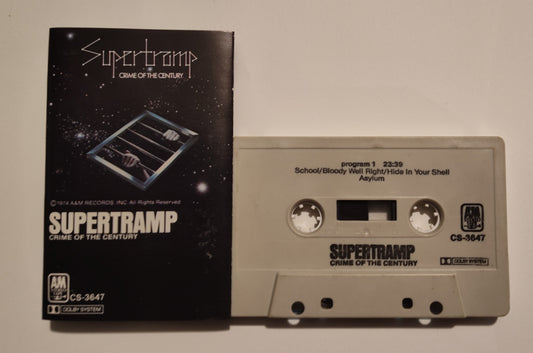 Supertramp
CRIME OF THE CENTURY
Ⓟ1974 A&M RECORDS, INC. All Rights Reserved
SUPERTRAMP
CRIME OF THE CENTURY
A&M
CS-3647
DOLBY SYSTEM
program 1 23:39
School/Bloody Well Right/Hide In Your Shell
Asylum
A&M
CS-3647
SUPERTRAMP
CRIME OF THE CENTURY
DOLBY SYSTEM